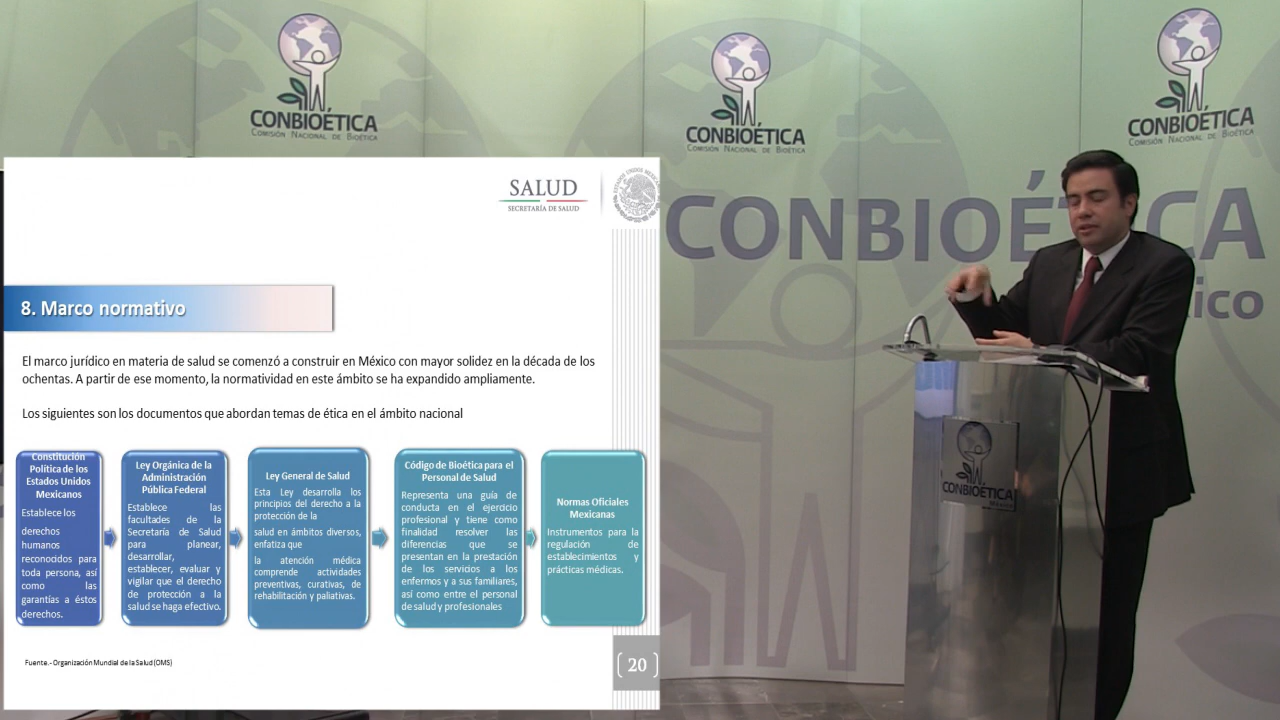 CONBIOÉTICA
COMISIÓN NACIONAL DE BIOÉTICA
CONBIOÉTICA
COMISIÓN NACIONAL DE BIOÉTICA
CONBIOÉTICA
COMISIÓN NACIONAL DE BIOÉTICA
CONBIOÉTICA
ico
CONBIOÉTICA
SALUD
SECRETARÍA DE SALUD
8. Marco normativo
El marco jurídico en materia de salud se comenzó a construir en México con mayor solidez en la década de los
ochentas. A partir de ese momento, la normatividad en este ámbito se ha expandido ampliamente.
Los siguientes son los documentos que abordan temas de ética en el ámbito nacional
Constitución
Política de los
Estados Unidos
Mexicanos
Establece los
derechos
humanos
reconocidos para
toda persona, así
como las
garantías a éstos
derechos.
Ley Orgánica de la
Administración
Pública Federal
Establece las
facultades de la
Secretaría de Salud
para planear,
desarrollar,
establecer, evaluar y
vigilar que el derecho
de protección a la
salud se haga efectivo.
Ley General de Salud
Esta Ley desarrolla los
principios del derecho a la
protección de la
salud en ámbitos diversos,
enfatiza que
la atención médica
comprende actividades
preventivas, curativas, de
rehabilitación y paliativas.
Código de Bioética para el
Personal de Salud
Representa una guía de
conducta en el ejercicio
profesional y tiene como
finalidad resolver las
diferencias que se
presentan en la prestación
de los servicios a los
enfermos y a sus familiares,
así como entre el personal
de salud y profesionales
Normas Oficiales
Mexicanas
Instrumentos para la
regulación de
establecimientos y
prácticas médicas.
Fuente.- Organización Mundial de la Salud (OMS)
20